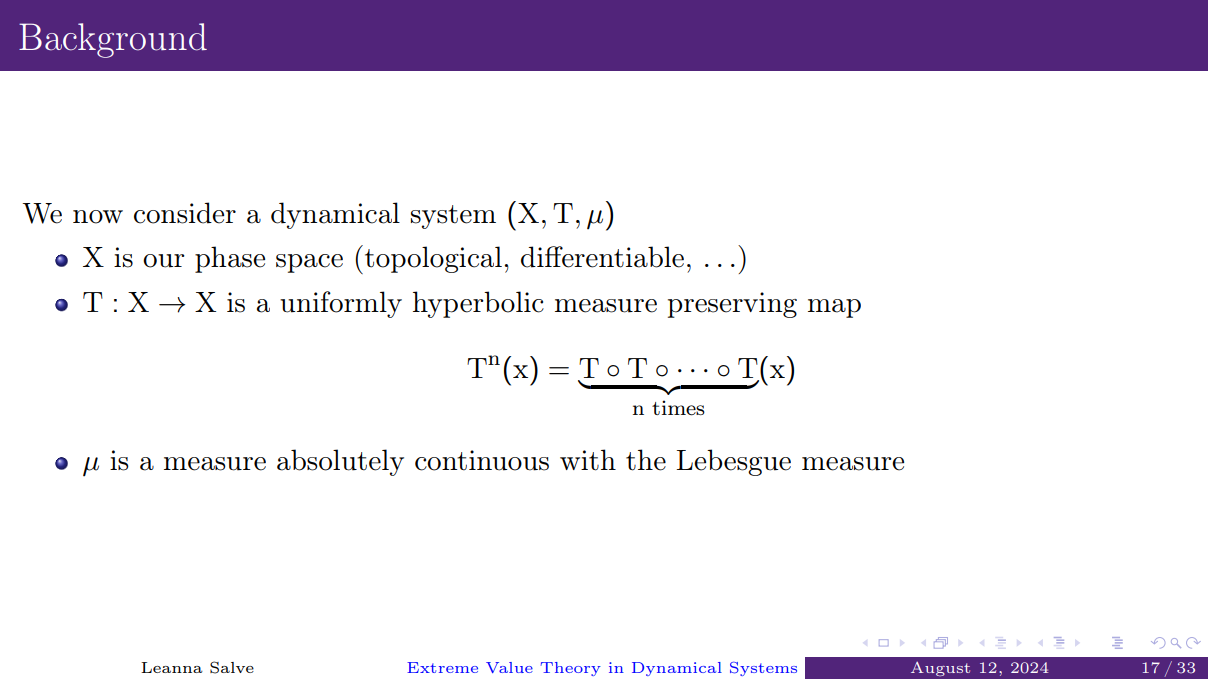 Background
We now consider a dynamical system (X, T, μ)
X is our phase space (topological, differentiable, …)
T : X → X is a uniformly hyperbolic measure preserving map
Tⁿ(x) = T ∘ T ∘ ⋯ ∘ T(x)
n times
μ is a measure absolutely continuous with the Lebesgue measure
Leanna Salve Extreme Value Theory in Dynamical Systems August 12, 2024 17 / 33